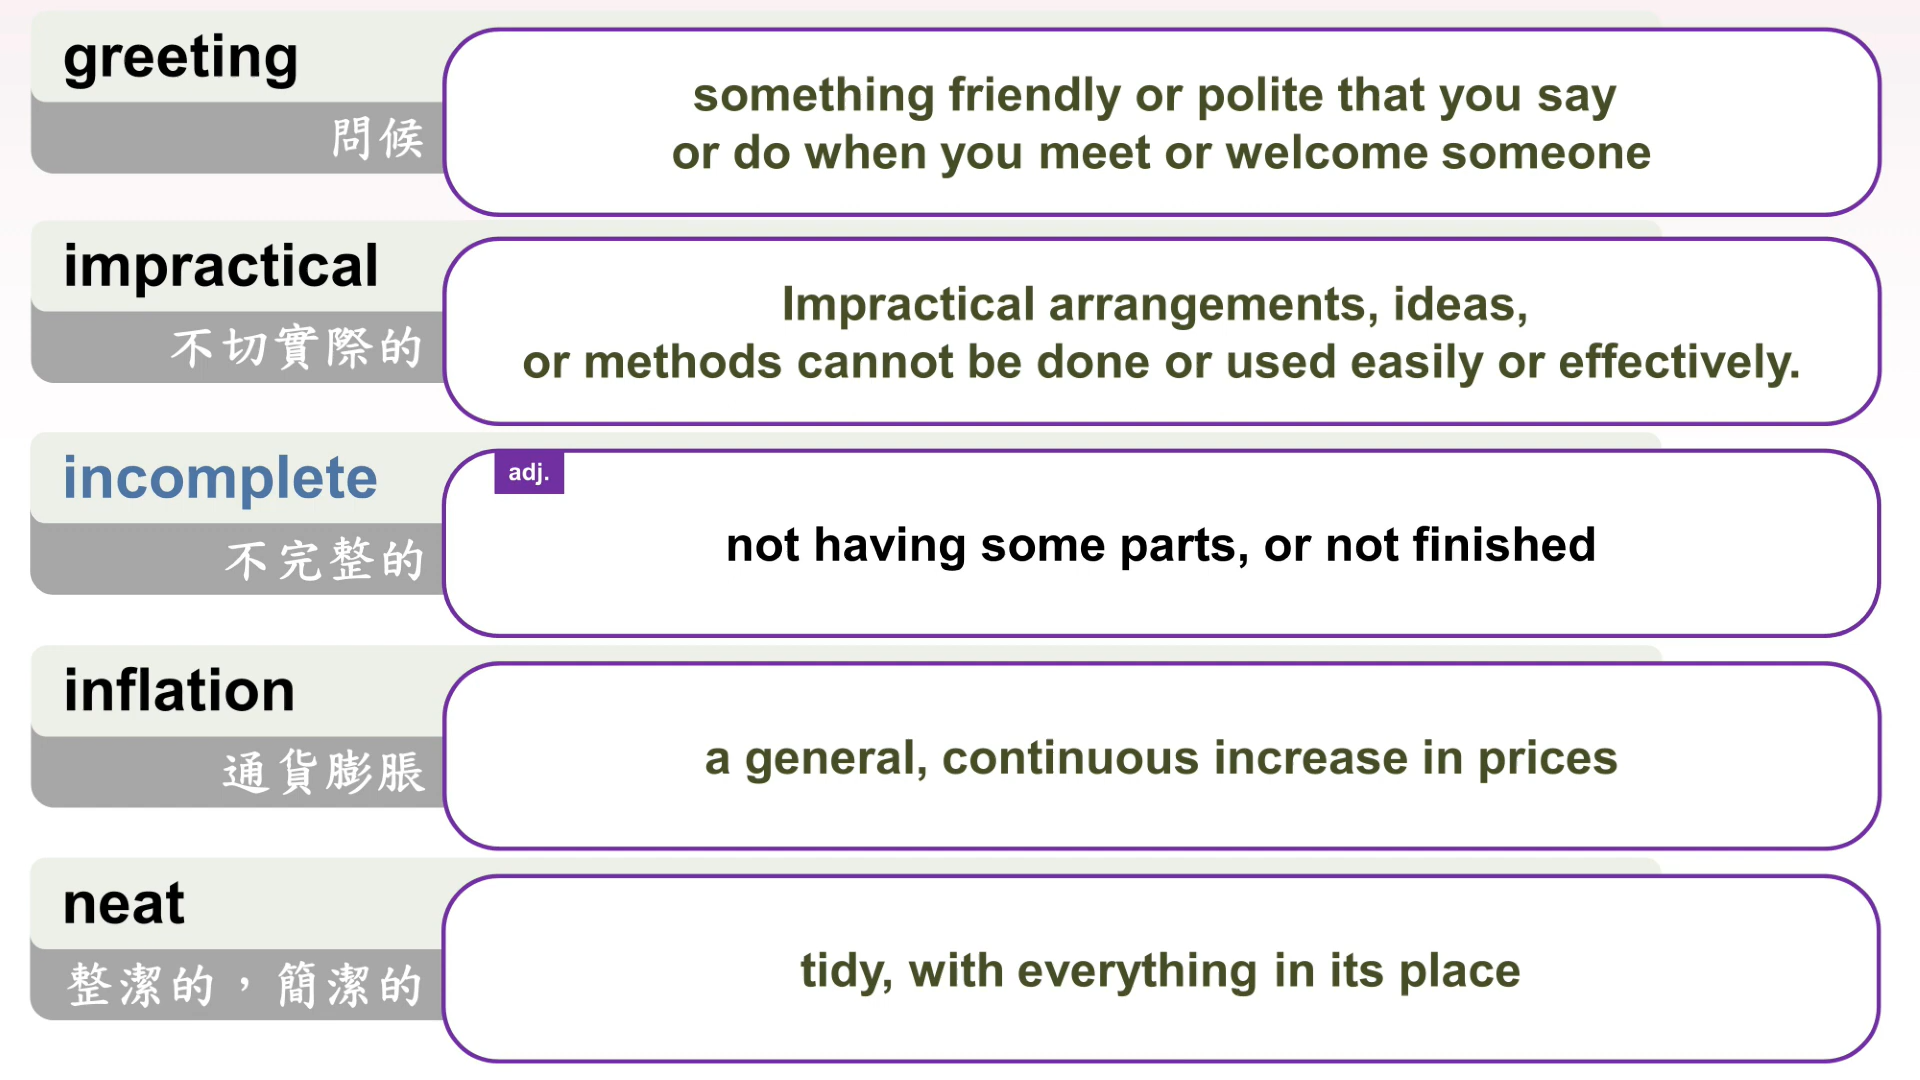 greeting
問候
something friendly or polite that you say
or do when you meet or welcome someone
impractical
不切實際的
Impractical arrangements, ideas,
or methods cannot be done or used easily or effectively.
incomplete
不完整的
adj.
not having some parts, or not finished
inflation
通貨膨脹
a general, continuous increase in prices
neat
整潔的，簡潔的
tidy, with everything in its place